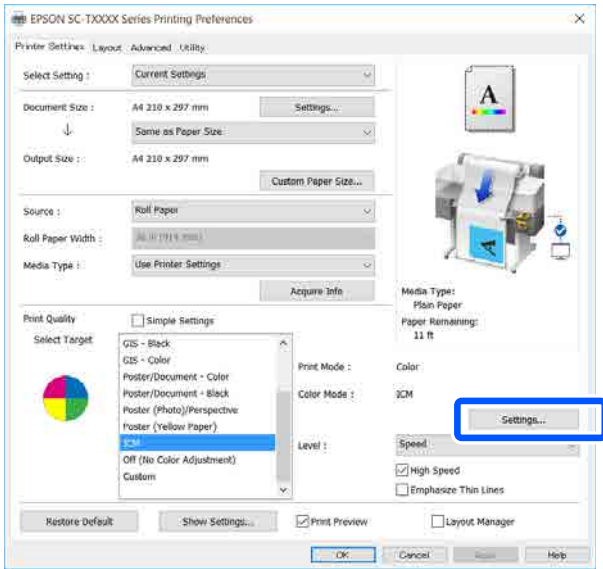 EPSON SC-TXXXX Series Printing Preferences
Printer Settings Layout Advanced Utility
Select Setting : Current Settings
Document Size : A4 210 x 297 mm Settings...
Same as Paper Size
Output Size : A4 210 x 297 mm
Custom Paper Size...
Source : Roll Paper
Roll Paper Width :
Media Type : Use Printer Settings
Acquire Info
Media Type:
Plain Paper
Paper Remaining:
11 ft
Print Quality Simple Settings
Select Target
GIS - Black
GIS - Color
Poster/Document - Color
Poster/Document - Black
Poster (Photo)/Perspective
Poster (Yellow Paper)
ICM
Off (No Color Adjustment)
Custom
Print Mode : Color
Color Mode : ICM
Settings...
Level : Speed
High Speed
Emphasize Thin Lines
Restore Default Show Settings... Print Preview Layout Manager
OK Cancel Help
A
A